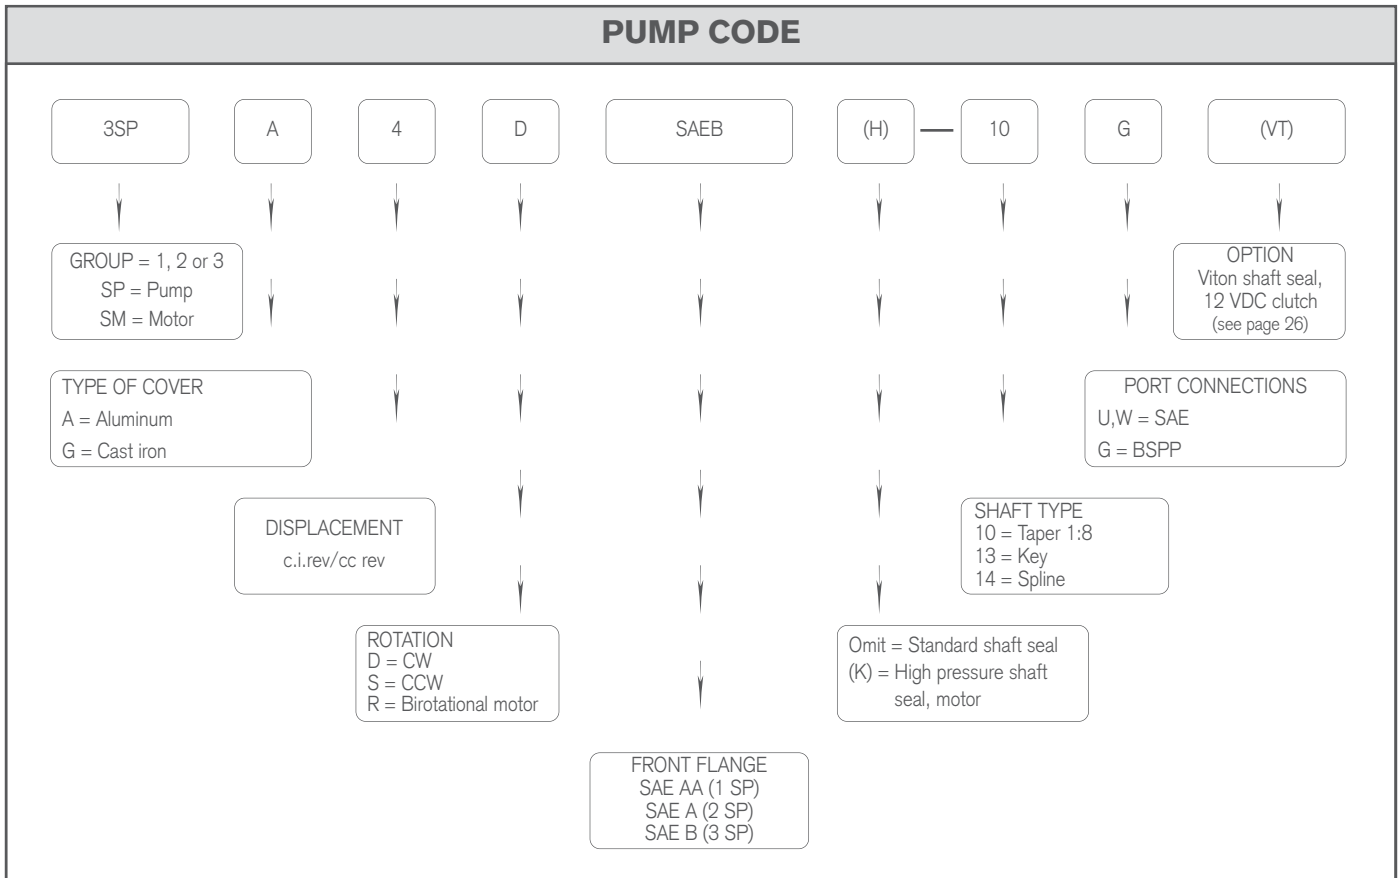 PUMP CODE
3SP A 4 D SAEB (H) — 10 G (VT)
GROUP = 1, 2 or 3
SP = Pump
SM = Motor
OPTION
Viton shaft seal,
12 VDC clutch
(see page 26)
TYPE OF COVER
A = Aluminum
G = Cast iron
PORT CONNECTIONS
U,W = SAE
G = BSPP
DISPLACEMENT
c.i.rev/cc rev
SHAFT TYPE
10 = Taper 1:8
13 = Key
14 = Spline
ROTATION
D = CW
S = CCW
R = Birotational motor
Omit = Standard shaft seal
(K) = High pressure shaft
seal, motor
FRONT FLANGE
SAE AA (1 SP)
SAE A (2 SP)
SAE B (3 SP)